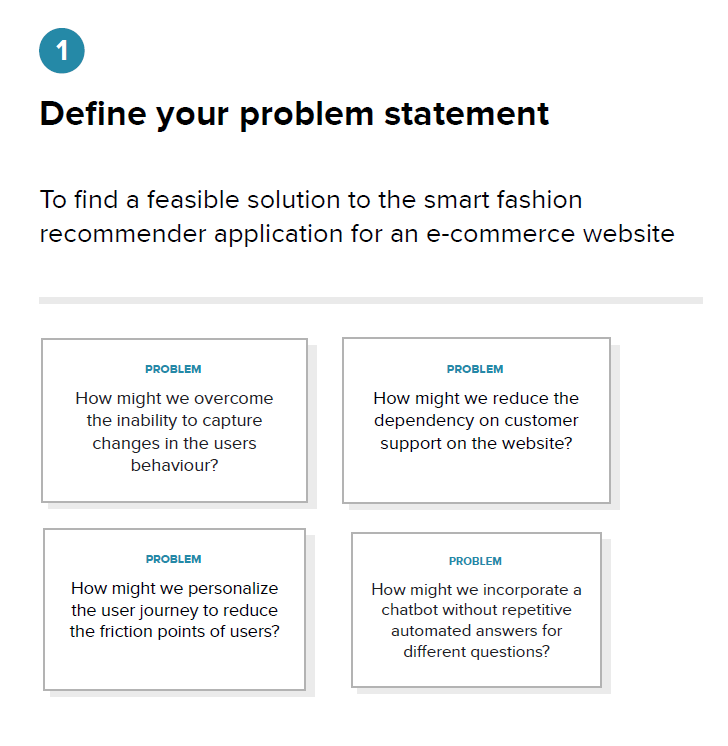 1
Define your problem statement
To find a feasible solution to the smart fashion
recommender application for an e-commerce website
PROBLEM
How might we overcome
the inability to capture
changes in the users
behaviour?
PROBLEM
How might we reduce the
dependency on customer
support on the website?
PROBLEM
How might we personalize
the user journey to reduce
the friction points of users?
PROBLEM
How might we incorporate a
chatbot without repetitive
automated answers for
different questions?